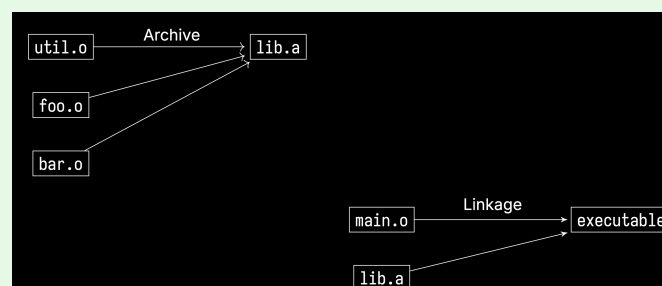 Archive
util.o
lib.a
foo.o
bar.o
Linkage
main.o
executable
lib.a